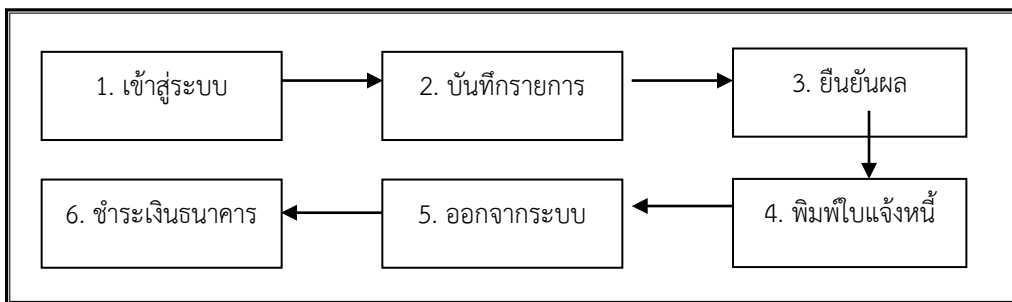 1. เข้าสู่ระบบ
2. บันทึกรายการ
3. ยืนยันผล
4. พิมพ์ใบแจ้งหนี้
5. ออกจากระบบ
6. ชำระเงินธนาคาร